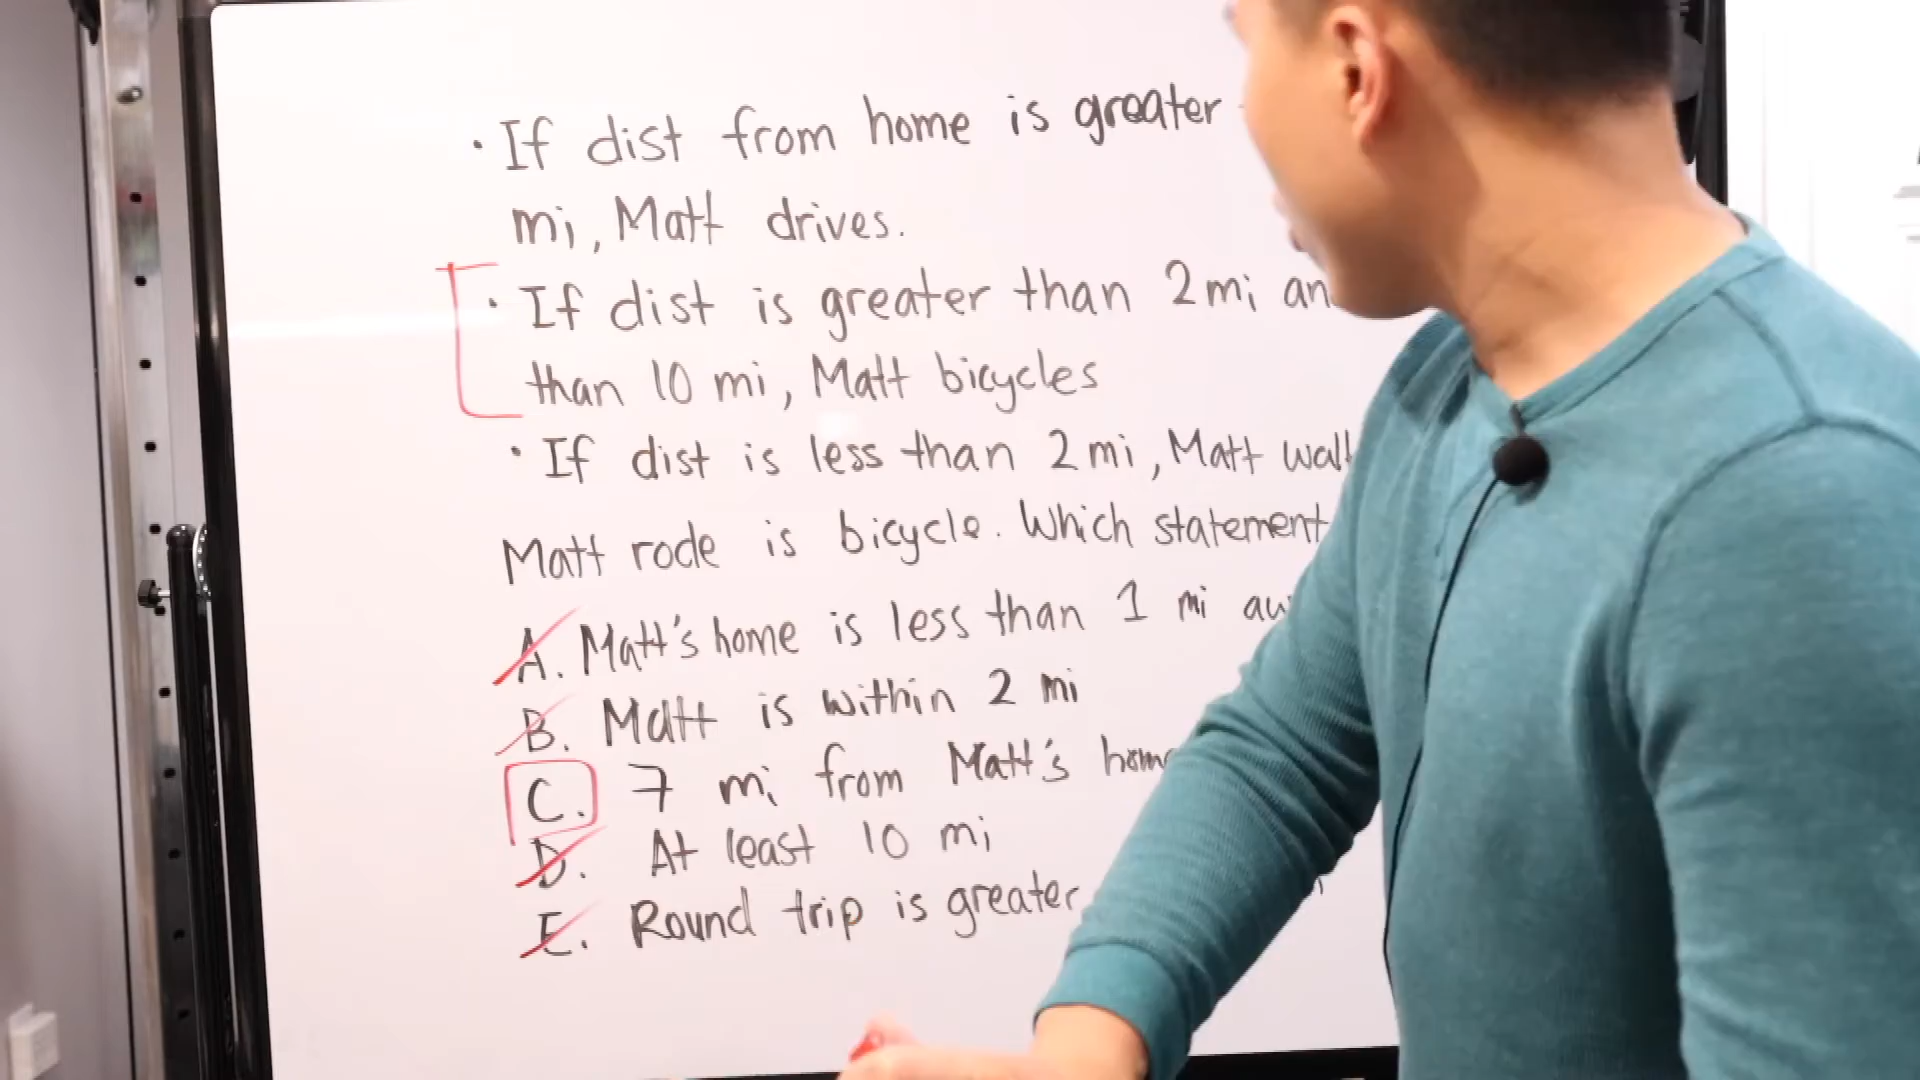 · If dist from home is greater
mi, Matt drives.
· If dist is greater than 2 mi
than 10 mi, Matt bicycles
· If dist is less than 2 mi, Matt
Matt rode is bicycle. Which statement
A. Matt's home is less than 1 mi
B. Matt is within 2 mi
C. 7 mi from Matt's
D. At least 10 mi
E. Round trip is greater